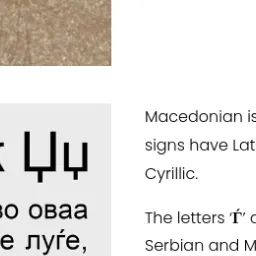 Џџ
во оваа
е луѓе,
Macedonian is
signs have Lat
Cyrillic.
The letters ‘Ѓ’
Serbian and M